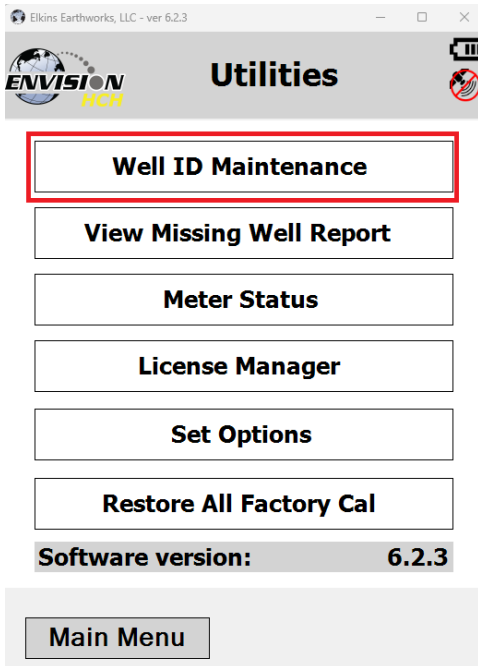 Elkins Earthworks, LLC - ver 6.2.3
ENVISION
HCH
Utilities
Well ID Maintenance
View Missing Well Report
Meter Status
License Manager
Set Options
Restore All Factory Cal
Software version: 6.2.3
Main Menu